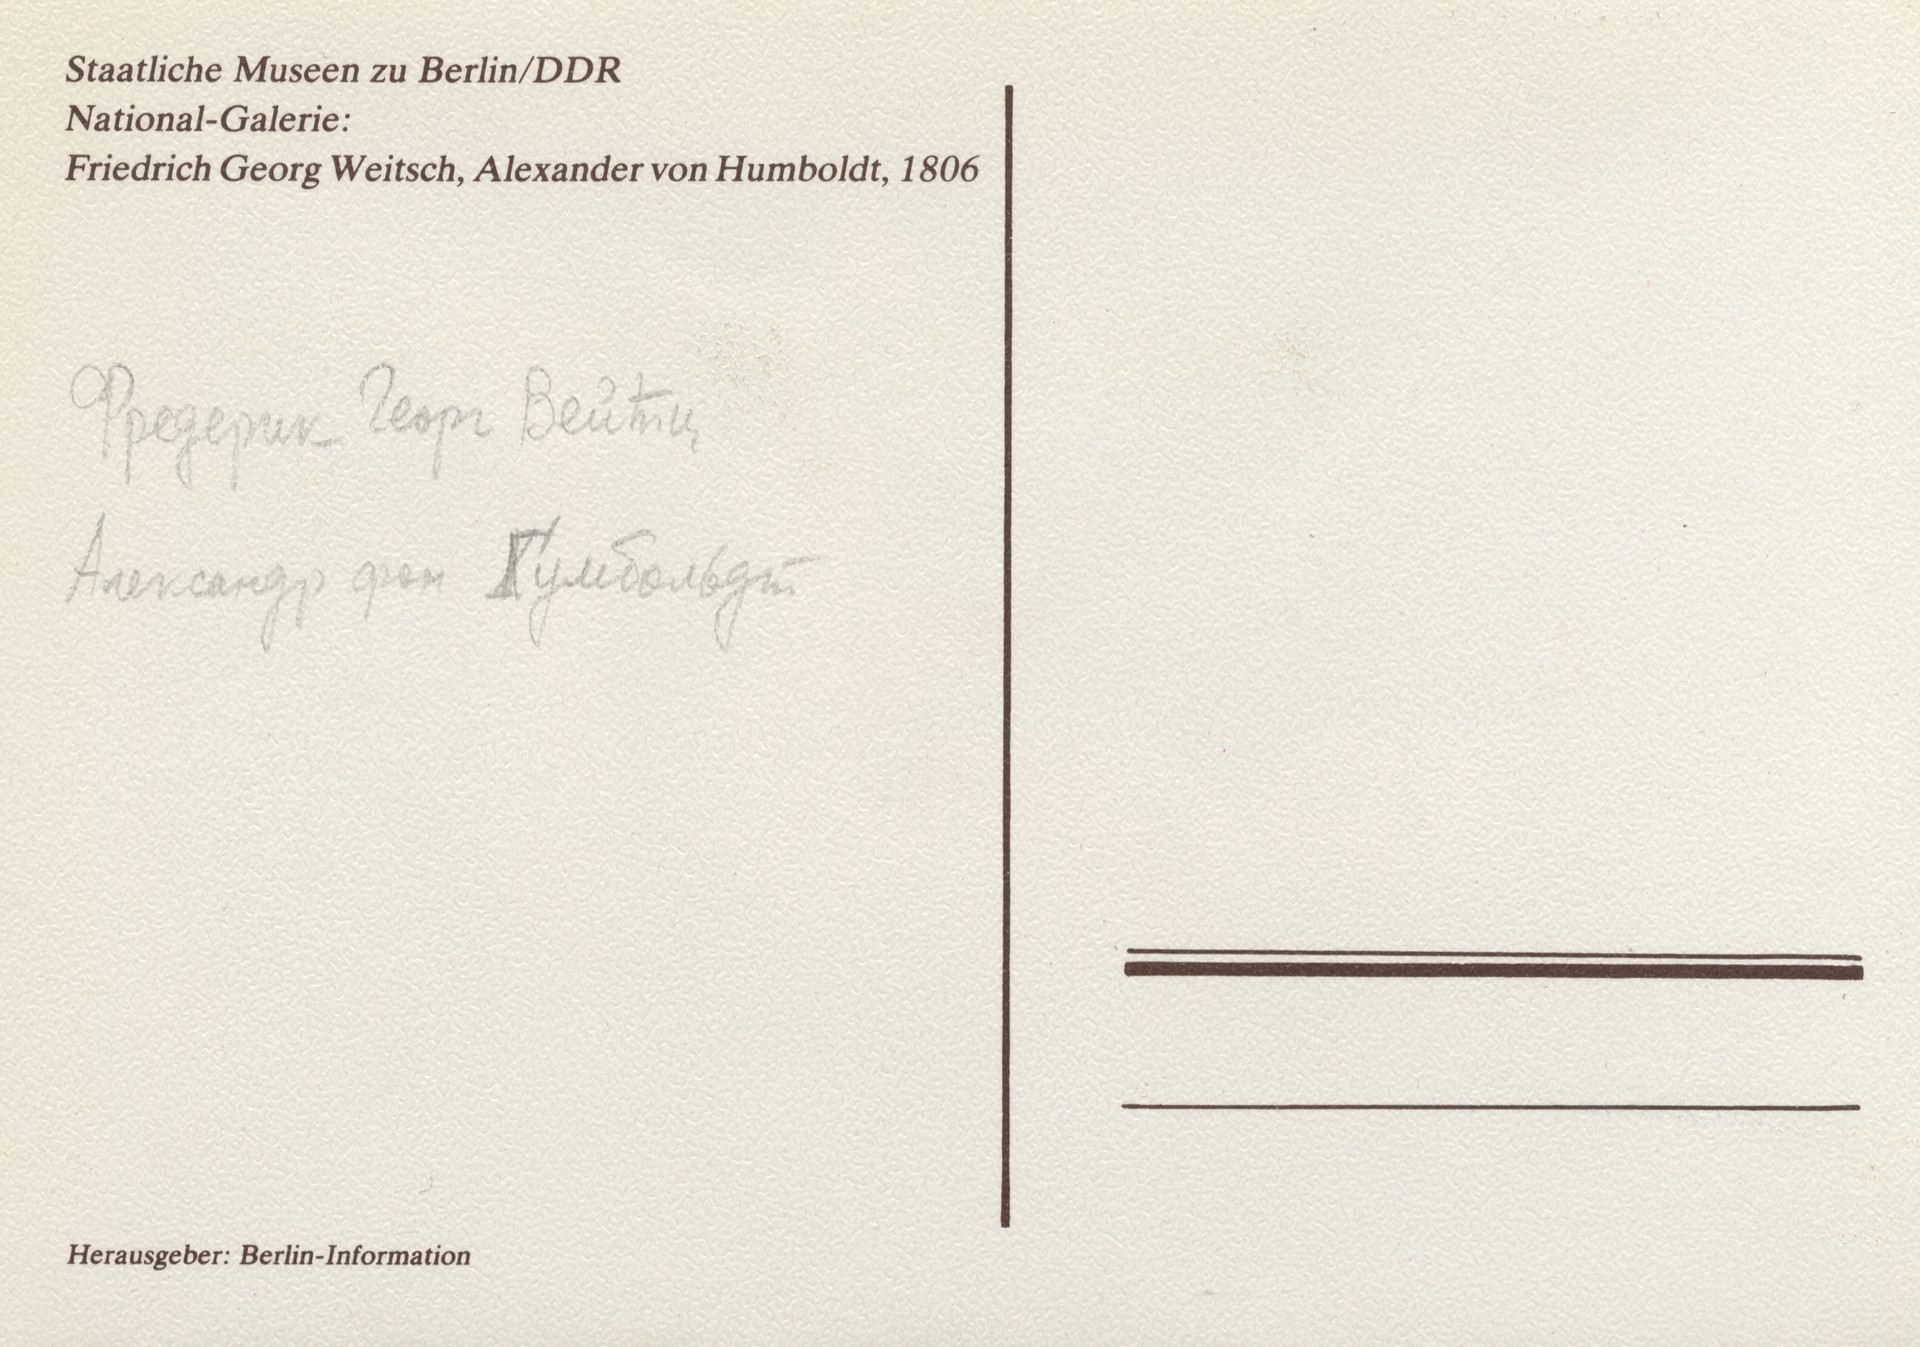 Staatliche Museen zu Berlin/DDR
National-Galerie:
Friedrich Georg Weitsch, Alexander von Humboldt, 1806
Фредерик Георг
Александр фон Гумбольдт
Herausgeber: Berlin-Information